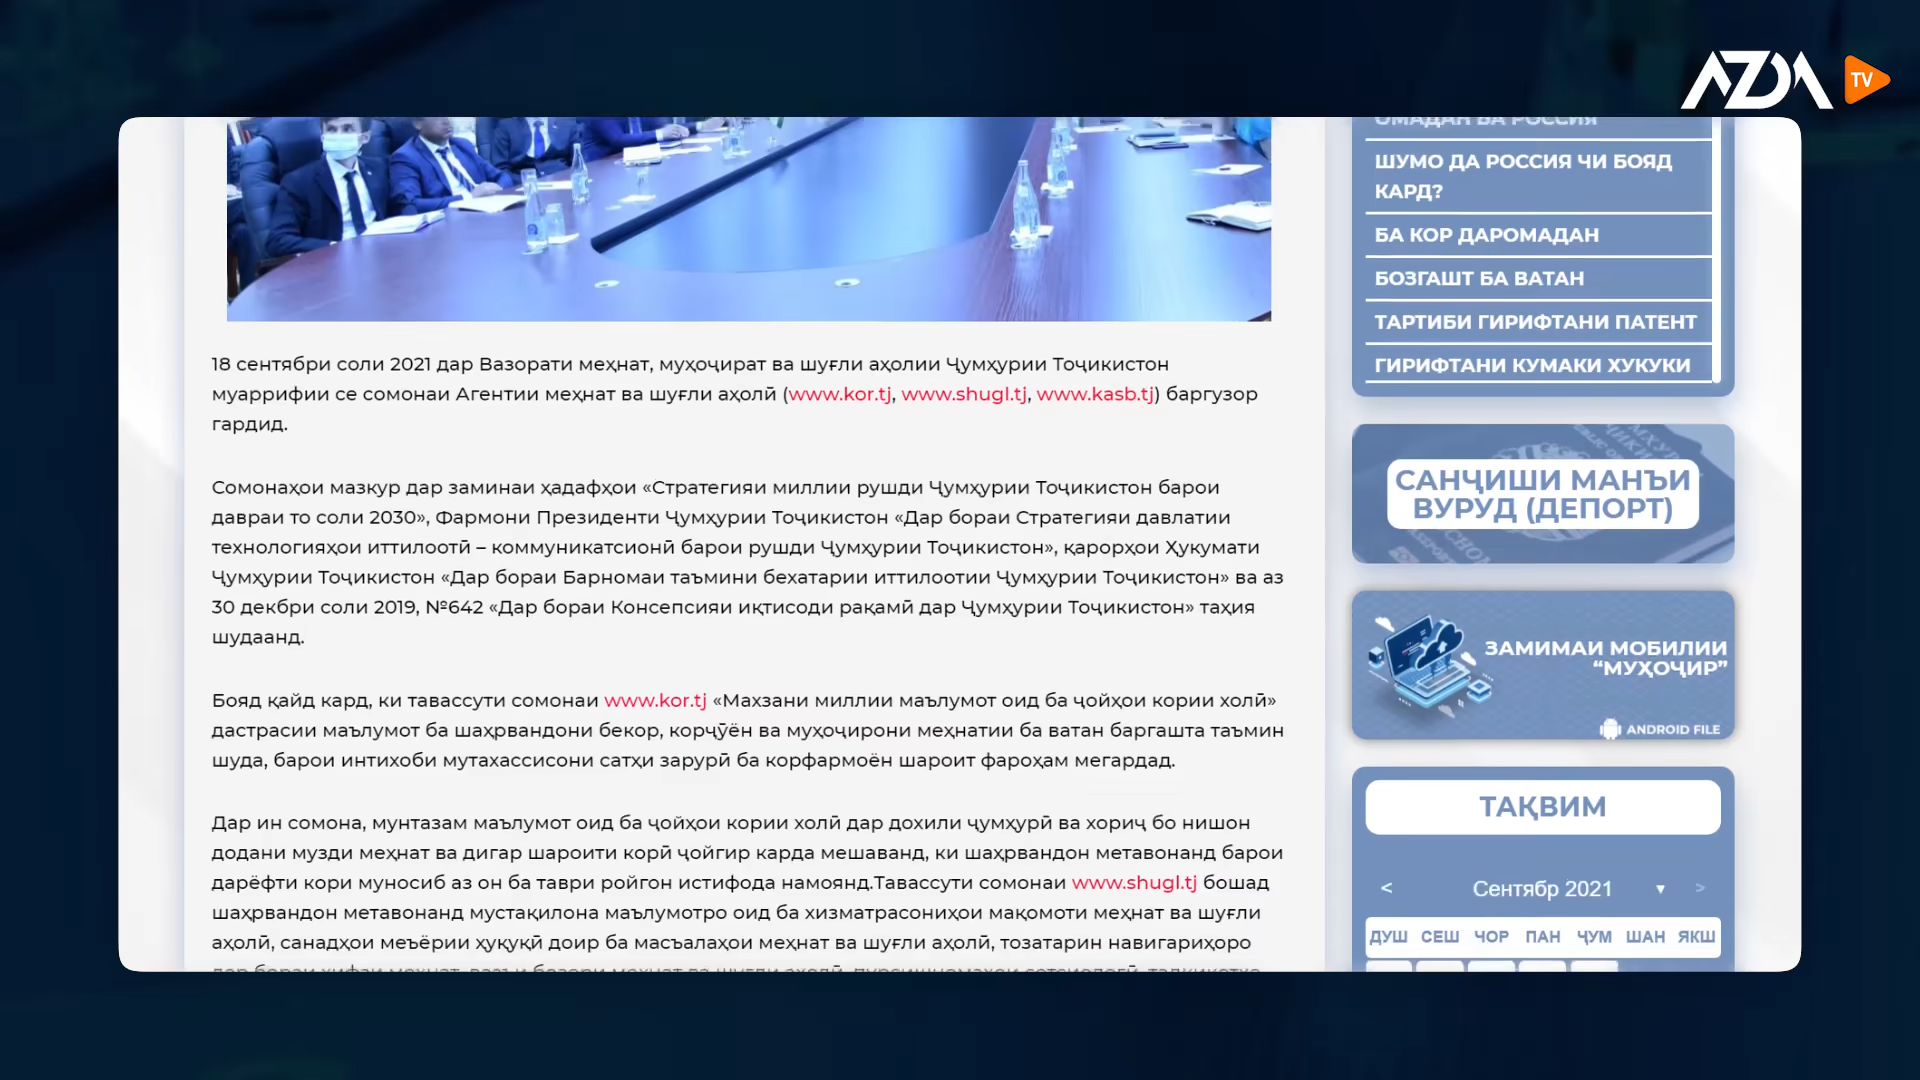 AZDA TV
ОМАДАН БА РОССИЯ
ШУМО ДА РОССИЯ ЧИ БОЯД
КАРД?
БА КОР ДАРОМАДАН
БОЗГАШТ БА ВАТАН
ТАРТИБИ ГИРИФТАНИ ПАТЕНТ
ГИРИФТАНИ КУМАКИ ХУКУКИ
18 сентябри соли 2021 дар Вазорати меҳнат, муҳоҷират ва шуғли аҳолии Ҷумҳурии Тоҷикистон
муаррифии се сомонаи Агентии меҳнат ва шуғли аҳолӣ (www.kor.tj, www.shugl.tj, www.kasb.tj) баргузор
гардид.
Сомонаҳои мазкур дар заминаи ҳадафҳои «Стратегияи миллии рушди Ҷумҳурии Тоҷикистон барои
давраи то соли 2030», Фармони Президенти Ҷумҳурии Тоҷикистон «Дар бораи Стратегияи давлатии
технологияҳои иттилоотӣ – коммуникатсионӣ барои рушди Ҷумҳурии Тоҷикистон», қарорҳои Ҳукумати
Ҷумҳурии Тоҷикистон «Дар бораи Барномаи таъмини бехатарии иттилоотии Ҷумҳурии Тоҷикистон» ва аз
30 декбри соли 2019, №642 «Дар бораи Консепсияи иқтисоди рақамӣ дар Ҷумҳурии Тоҷикистон» таҳия
шудаанд.
Бояд қайд кард, ки тавассути сомонаи www.kor.tj «Махзани миллии маълумот оид ба ҷойҳои кории холӣ»
дастрасии маълумот ба шаҳрвандони бекор, корҷӯён ва муҳоҷирони меҳнатии ба ватан баргашта таъмин
шуда, барои интихоби мутахассисони сатҳи зарурӣ ба корфармоён шароит фароҳам мегардад.
Дар ин сомона, мунтазам маълумот оид ба ҷойҳои кории холӣ дар дохили ҷумҳурӣ ва хориҷ бо нишон
додани музди меҳнат ва дигар шароити корӣ ҷойгир карда мешаванд, ки шаҳрвандон метавонанд барои
дарёфти кори муносиб аз он ба таври ройгон истифода намоянд.Тавассути сомонаи www.shugl.tj бошад
шаҳрвандон метавонанд мустақилона маълумотро оид ба хизматрасониҳои мақомоти меҳнат ва шуғли
аҳолӣ, санадҳои меъёрии ҳуқуқӣ доир ба масъалаҳои меҳнат ва шуғли аҳолӣ, тозатарин навигариҳоро
САНҶИШИ МАНЪИ
ВУРУД (ДЕПОРТ)
ЗАМИМАИ МОБИЛИИ
“МУҲОҶИР”
ANDROID FILE
ТАҚВИМ
< Сентябр 2021 ▼ >
ДУШ СЕШ ЧОР ПАН ҶУМ ШАН ЯКШ